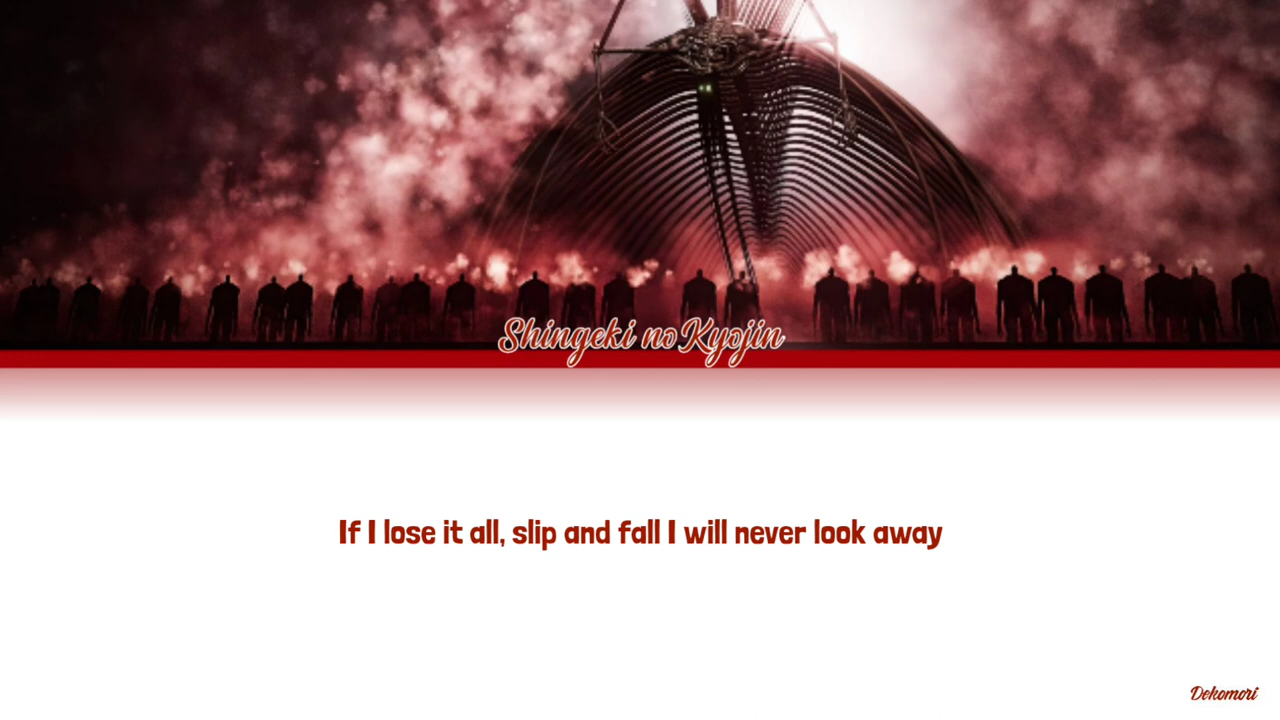 Shingeki no Kyojin
If I lose it all, slip and fall I will never look away
Dekomori